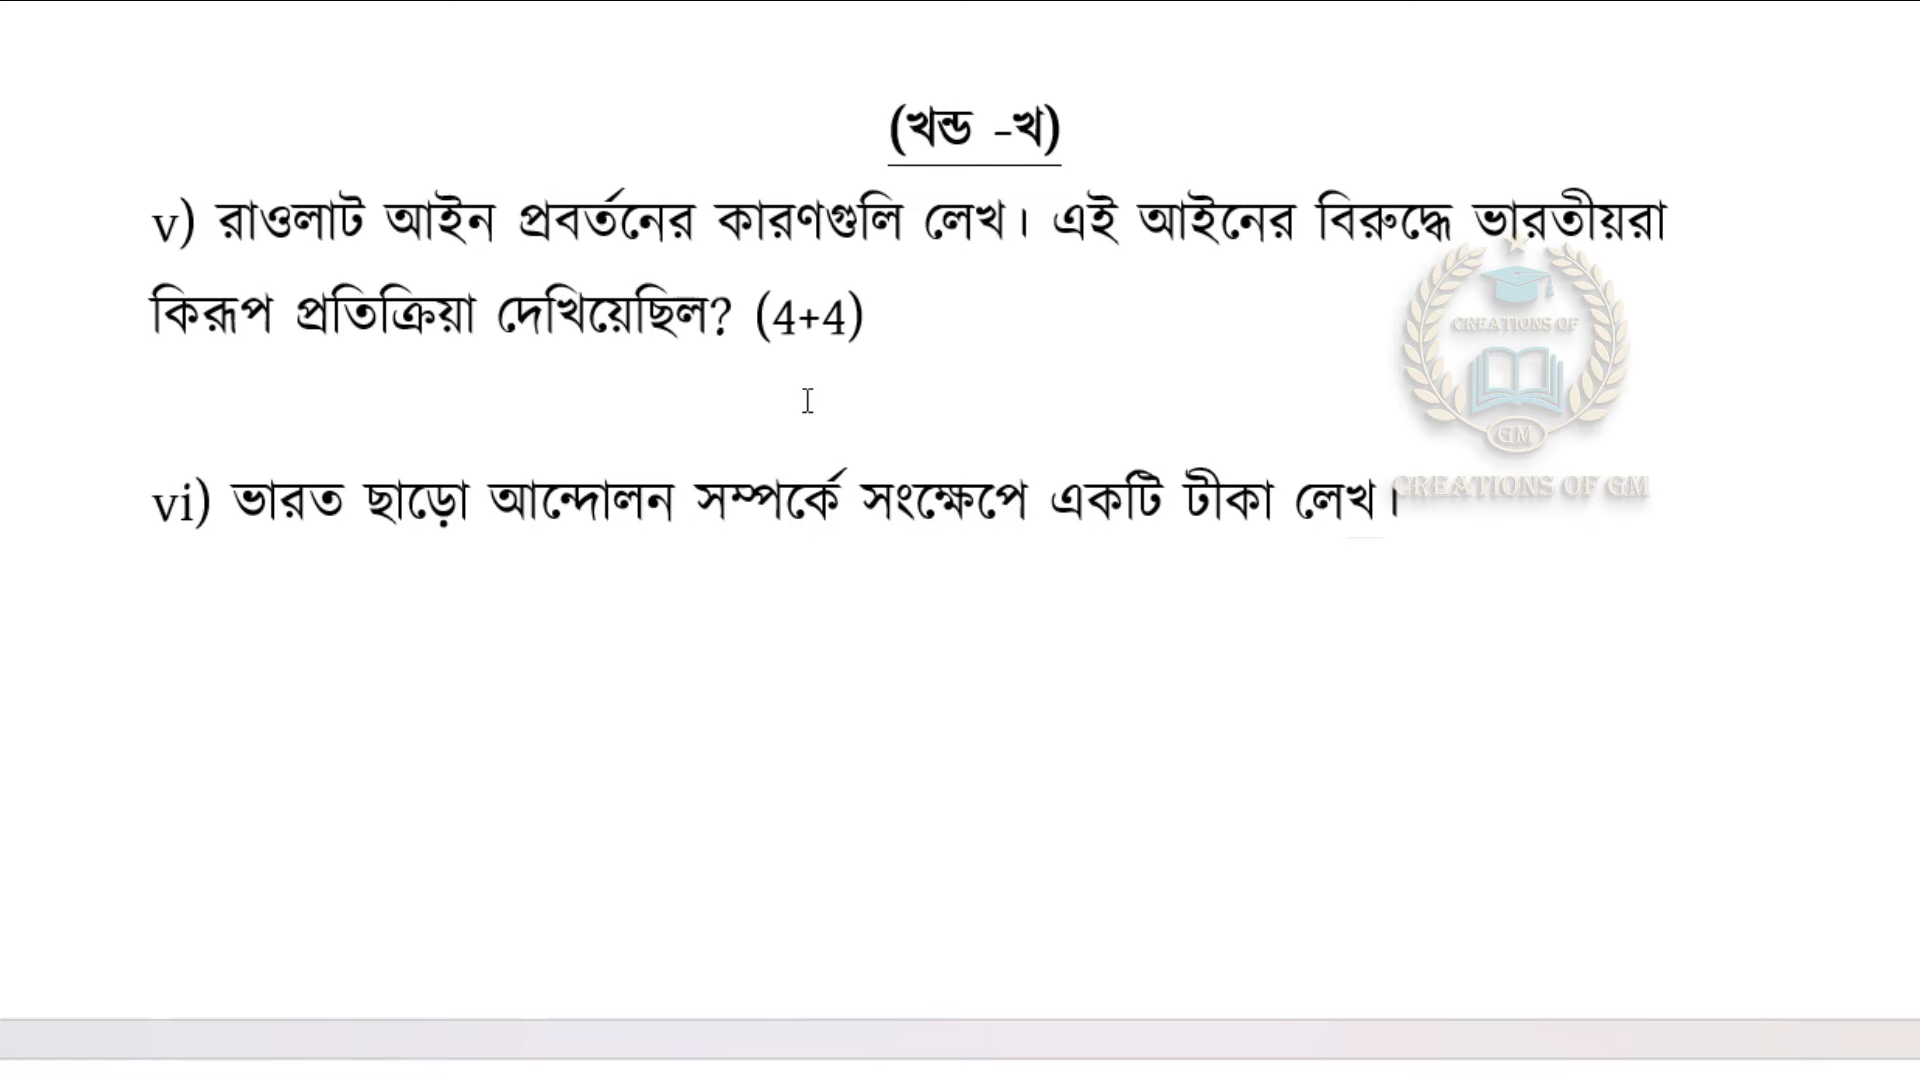 (খন্ড -খ)
v) রাওলাট আইন প্রবর্তনের কারণগুলি লেখ। এই আইনের বিরুদ্ধে ভারতীয়রা
কিরূপ প্রতিক্রিয়া দেখিয়েছিল? (4+4)
CREATIONS OF
GM
CREATIONS OF GM
vi) ভারত ছাড়ো আন্দোলন সম্পর্কে সংক্ষেপে একটি টীকা লেখ।